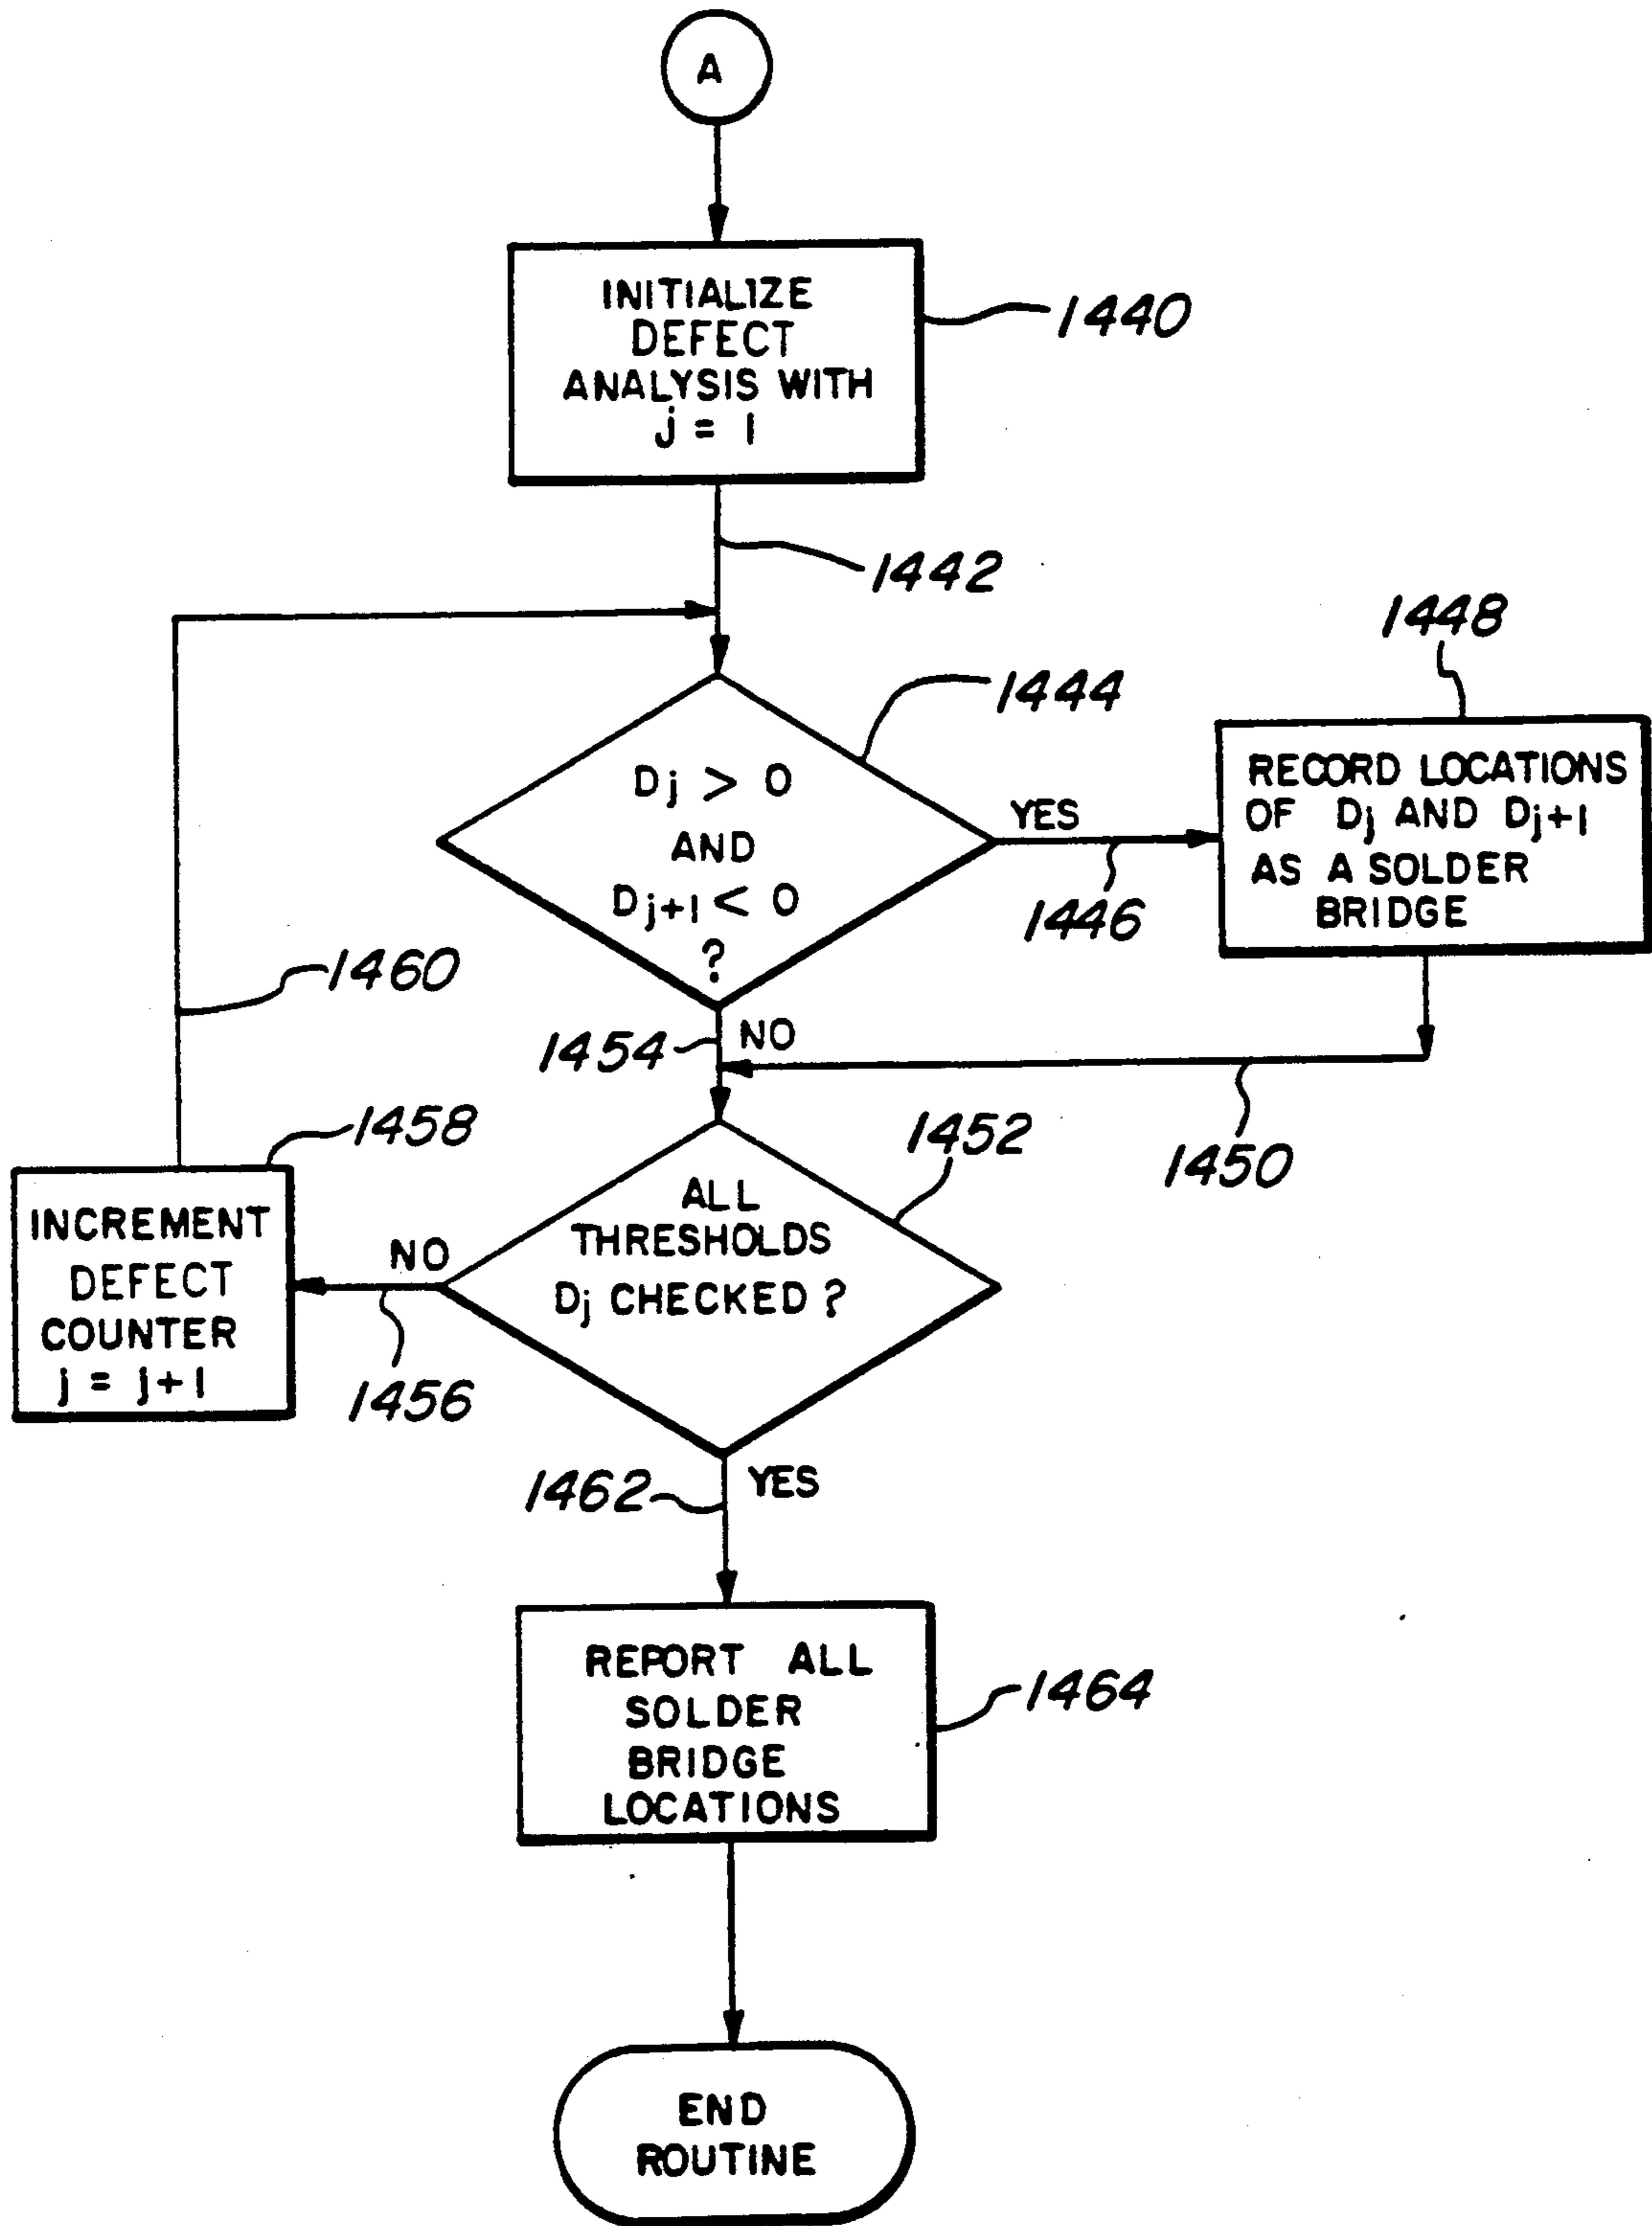 A
INITIALIZE
DEFECT
ANALYSIS WITH
j = 1
1440
1442
1444
Dj > 0
AND
Dj+1 < 0
?
YES
1446
1448
RECORD LOCATIONS
OF Dj AND Dj+1
AS A SOLDER
BRIDGE
1460
1454
NO
1450
1458
INCREMENT
DEFECT
COUNTER
j = j+1
NO
1456
1452
ALL
THRESHOLDS
Dj CHECKED ?
1462
YES
REPORT ALL
SOLDER
BRIDGE
LOCATIONS
1464
END
ROUTINE